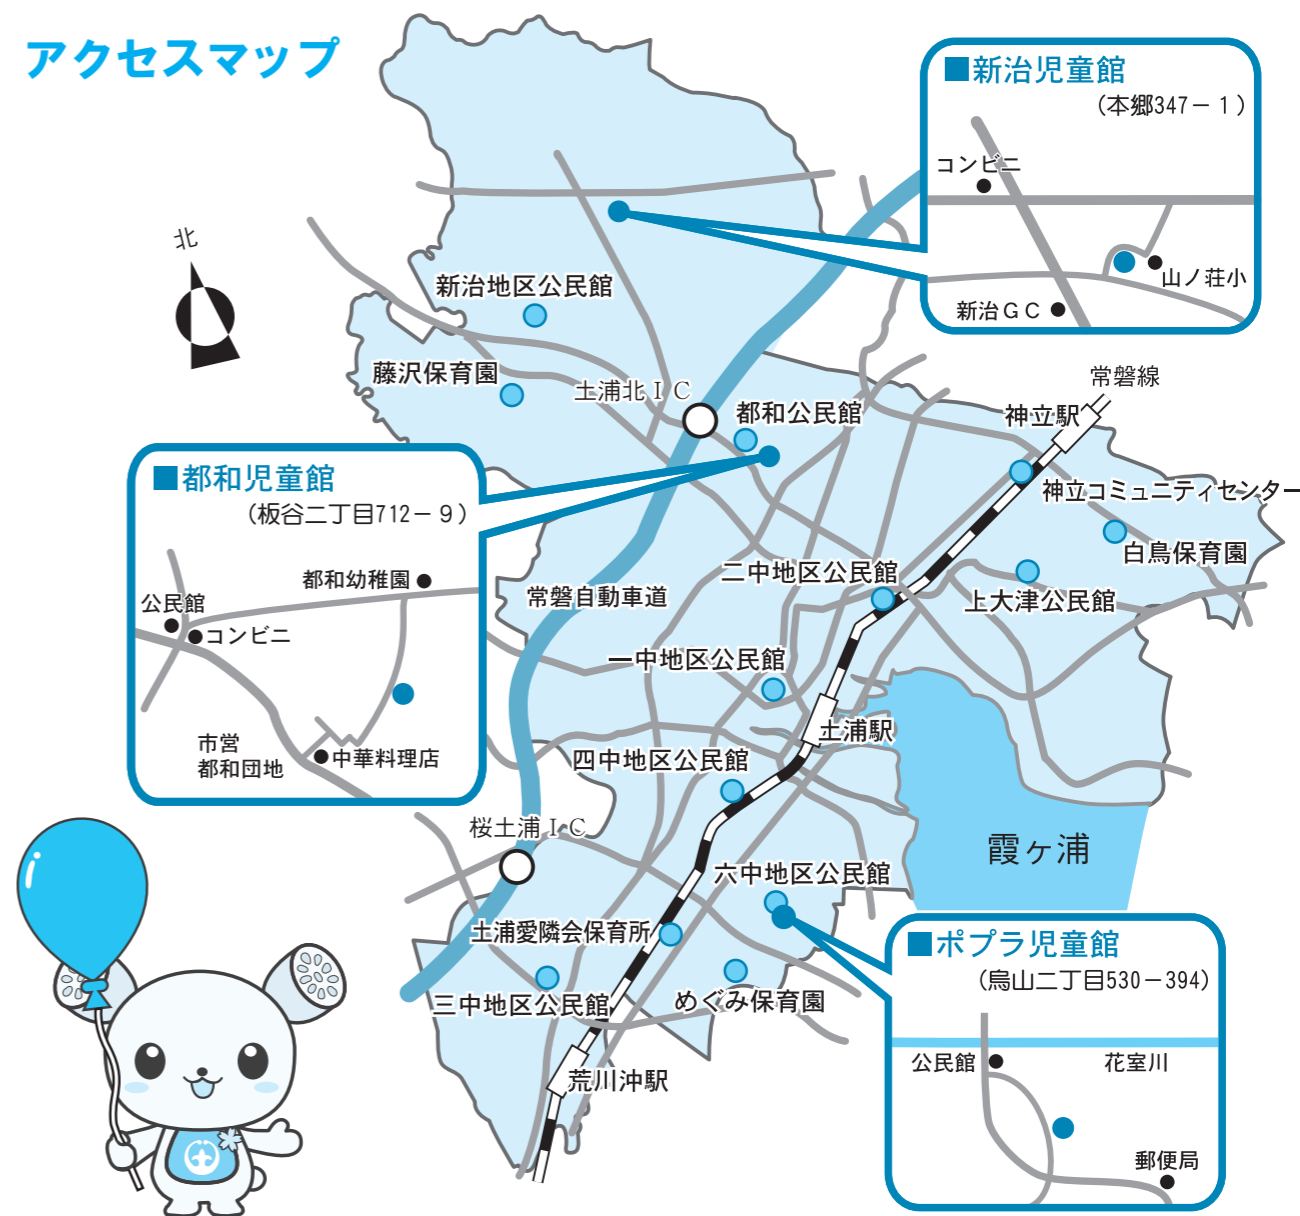 アクセスマップ
■新治児童館
(本郷347－1)
コンビニ
山ノ荘小
新治ＧＣ
北
新治地区公民館
藤沢保育園
土浦北ＩＣ
都和公民館
常磐線
神立駅
神立コミュニティセンター
白鳥保育園
上大津公民館
二中地区公民館
■都和児童館
(板谷二丁目712－9)
都和幼稚園
公民館
コンビニ
市営
都和団地
中華料理店
常磐自動車道
一中地区公民館
土浦駅
四中地区公民館
桜土浦ＩＣ
霞ヶ浦
六中地区公民館
土浦愛隣会保育所
三中地区公民館
めぐみ保育園
荒川沖駅
■ポプラ児童館
(烏山二丁目530－394)
公民館
花室川
郵便局
i